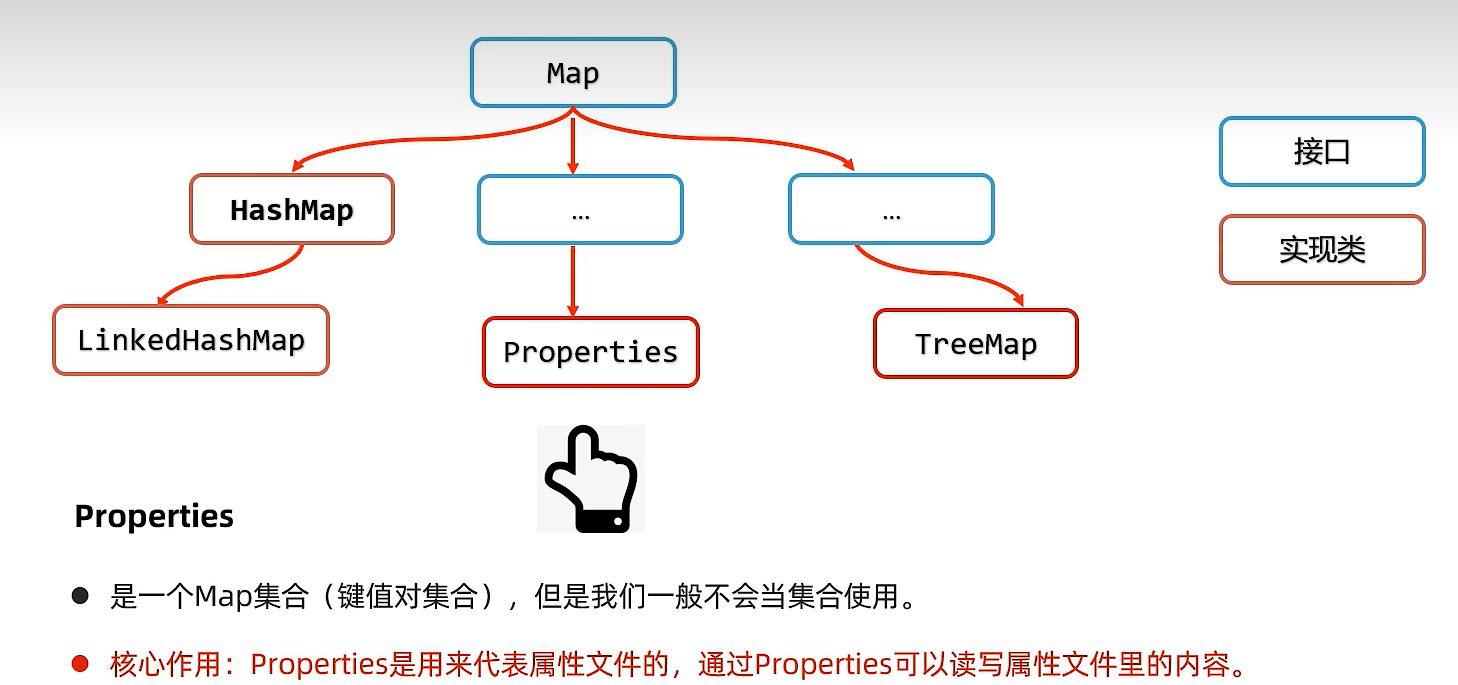 Map
接口
HashMap
...
...
实现类
LinkedHashMap
Properties
TreeMap
Properties
是一个Map集合（键值对集合），但是我们一般不会当集合使用。
核心作用：Properties是用来代表属性文件的，通过Properties可以读写属性文件里的内容。